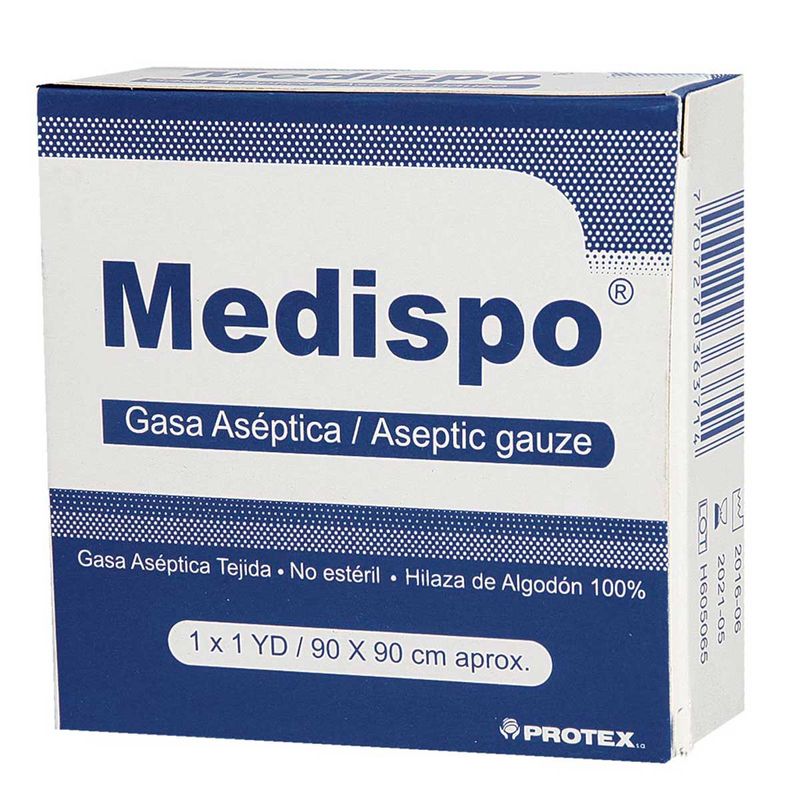 Medispo®
Medispo®
Gasa Aséptica / Aseptic gauze
Gasa Aséptica Tejida • No estéril • Hilaza de Algodón 100%
1 x 1 YD / 90 X 90 cm aprox.
PROTEX s.a
7 707270 363714
2016-06
2021-05
LOT H605065